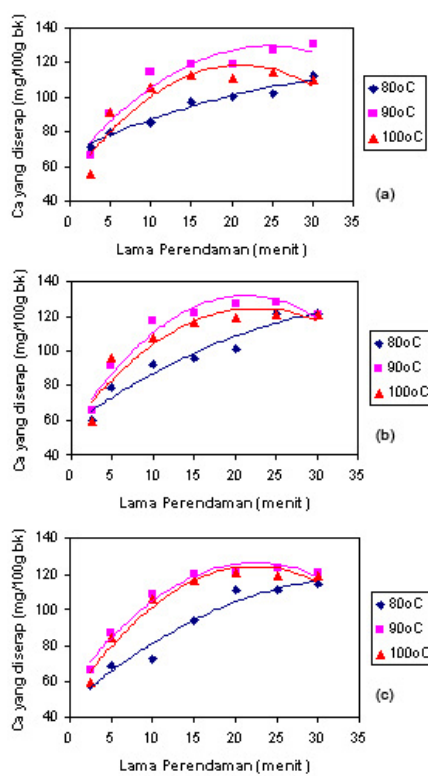 Ca yang diserap (mg/100g bk)
140
120
100
80
60
40
0 5 10 15 20 25 30 35
Lama Perendaman (menit)
80oC
90oC
100oC
(a)
Ca yang diserap (mg/100g bk)
140
120
100
80
60
40
0 5 10 15 20 25 30 35
Lama Perendaman (menit)
80oC
90oC
100oC
(b)
Ca yang diserap (mg/100g bk)
140
120
100
80
60
40
0 5 10 15 20 25 30 35
Lama Perendaman (menit)
80oC
90oC
100oC
(c)